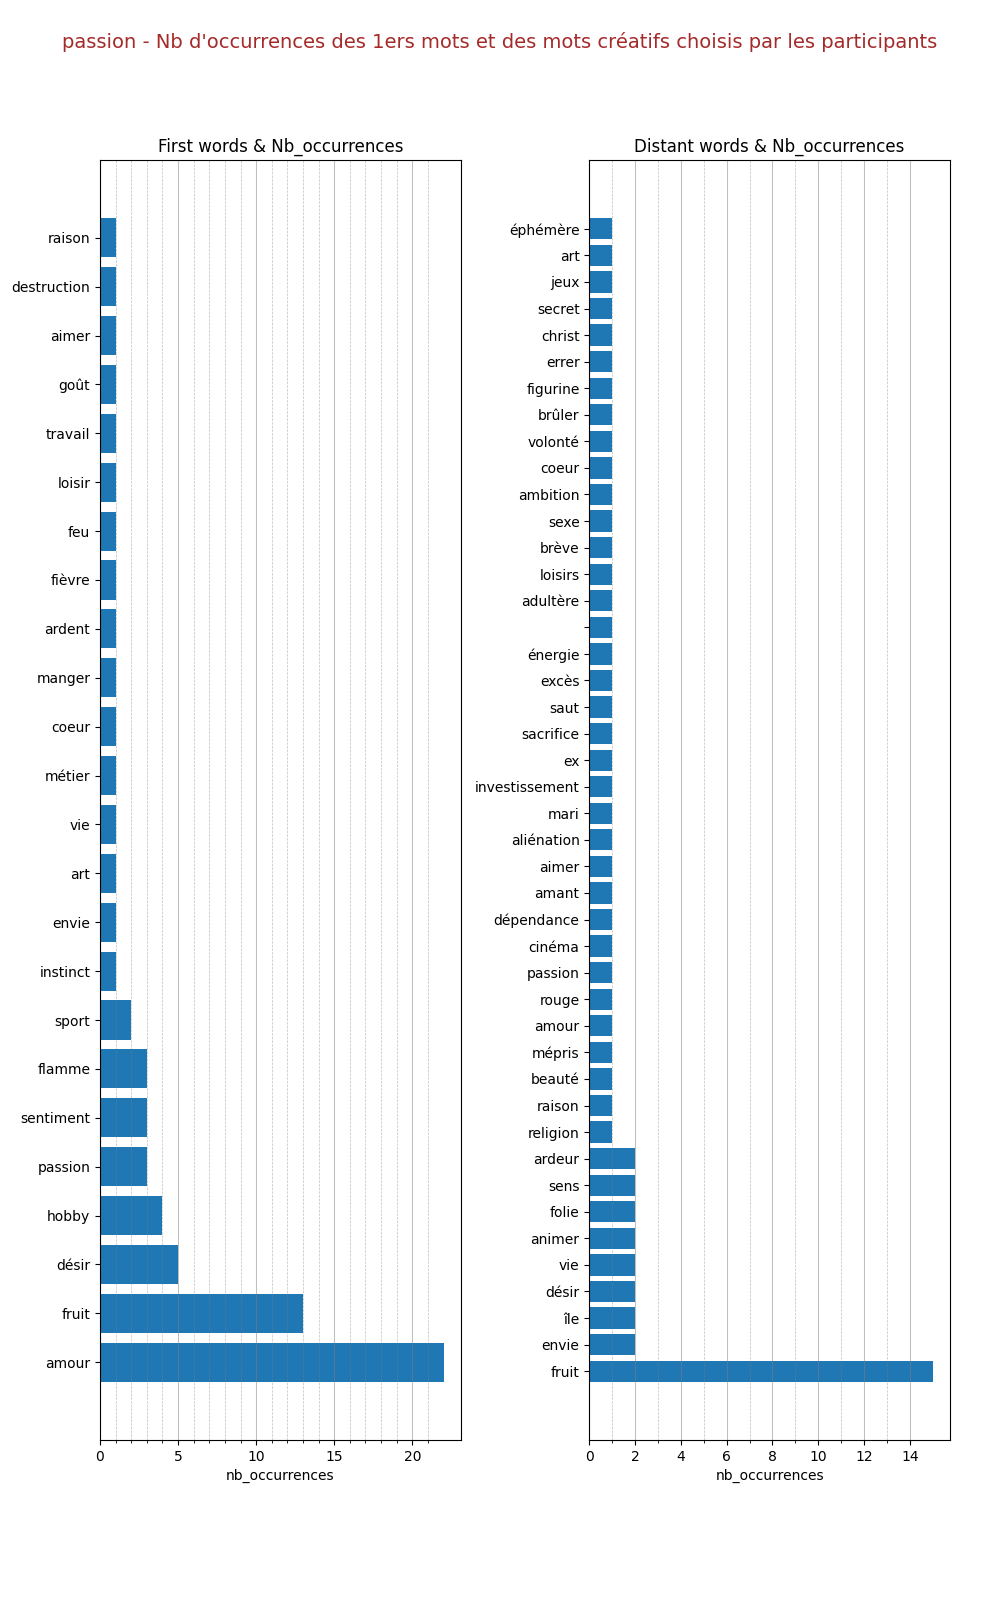 passion - Nb d'occurrences des 1ers mots et des mots créatifs choisis par les participants
First words & Nb_occurrences
raison
destruction
aimer
goût
travail
loisir
feu
fièvre
ardent
manger
coeur
métier
vie
art
envie
instinct
sport
flamme
sentiment
passion
hobby
désir
fruit
amour
0 5 10 15 20
nb_occurrences
Distant words & Nb_occurrences
éphémère
art
jeux
secret
christ
errer
figurine
brûler
volonté
coeur
ambition
sexe
brève
loisirs
adultère
énergie
excès
saut
sacrifice
ex
investissement
mari
aliénation
aimer
amant
dépendance
cinéma
passion
rouge
amour
mépris
beauté
raison
religion
ardeur
sens
folie
animer
vie
désir
île
envie
fruit
0 2 4 6 8 10 12 14
nb_occurrences